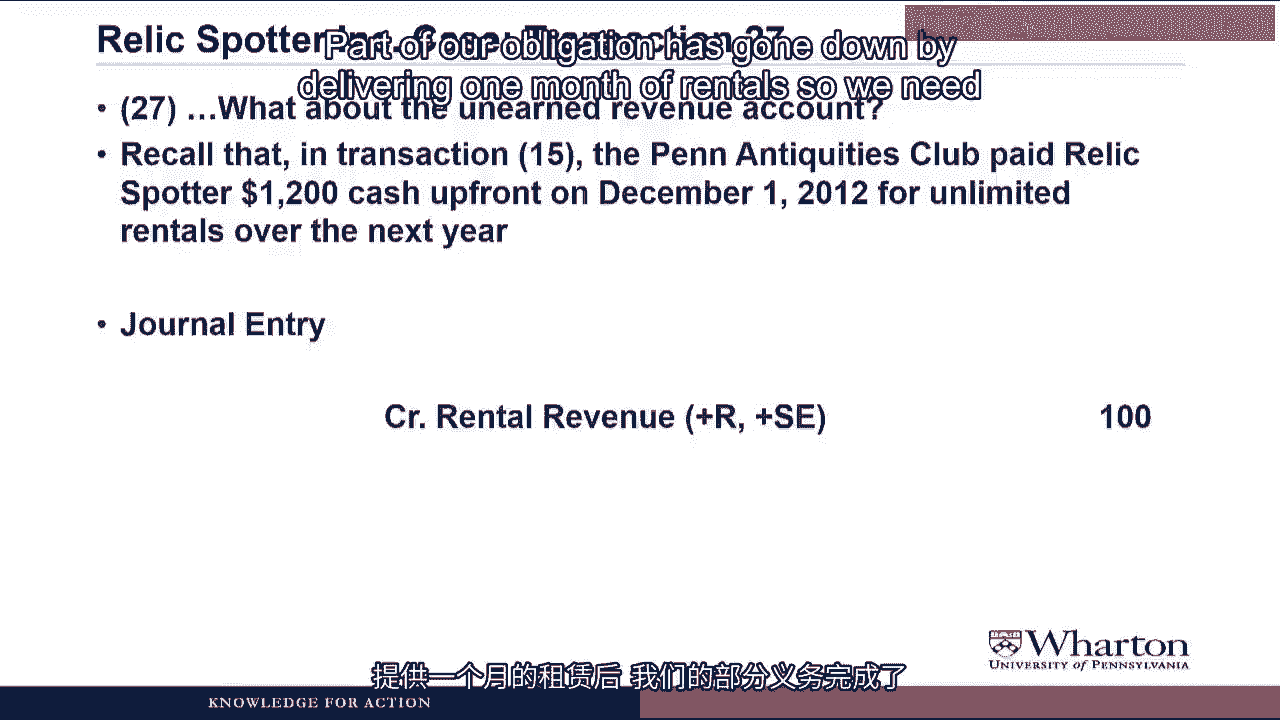 Relic Spotter Inc. Case: Transaction 27
Part of our obligation has gone down by
delivering one month of rentals so we need
• (27) …What about the unearned revenue account?
• Recall that, in transaction (15), the Penn Antiquities Club paid Relic
Spotter $1,200 cash upfront on December 1, 2012 for unlimited
rentals over the next year
• Journal Entry
Cr. Rental Revenue (+R, +SE) 100
Wharton
UNIVERSITY of PENNSYLVANIA
提供一个月的租赁后 我们的部分义务完成了
KNOWLEDGE FOR ACTION